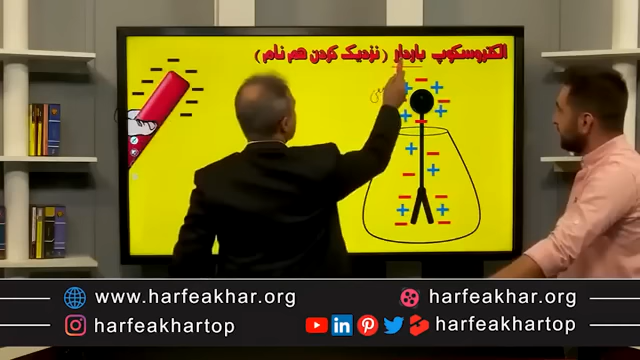 الکتروسکوپ باردار ( نزدیک کردن هم نام )
www.harfeakhar.org
harfeakhar.org
harfeakhartop
harfeakhartop